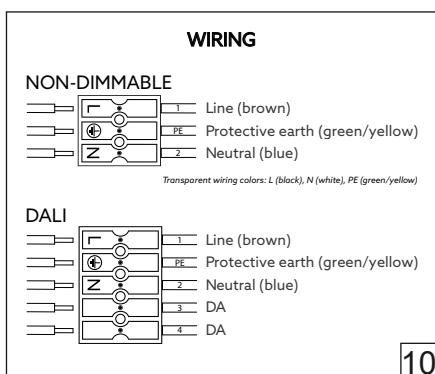 WIRING
NON-DIMMABLE
L 1 Line (brown)
PE Protective earth (green/yellow)
N 2 Neutral (blue)
Transparent wiring colors: L (black), N (white), PE (green/yellow)
DALI
L 1 Line (brown)
PE Protective earth (green/yellow)
N 2 Neutral (blue)
3 DA
4 DA
10